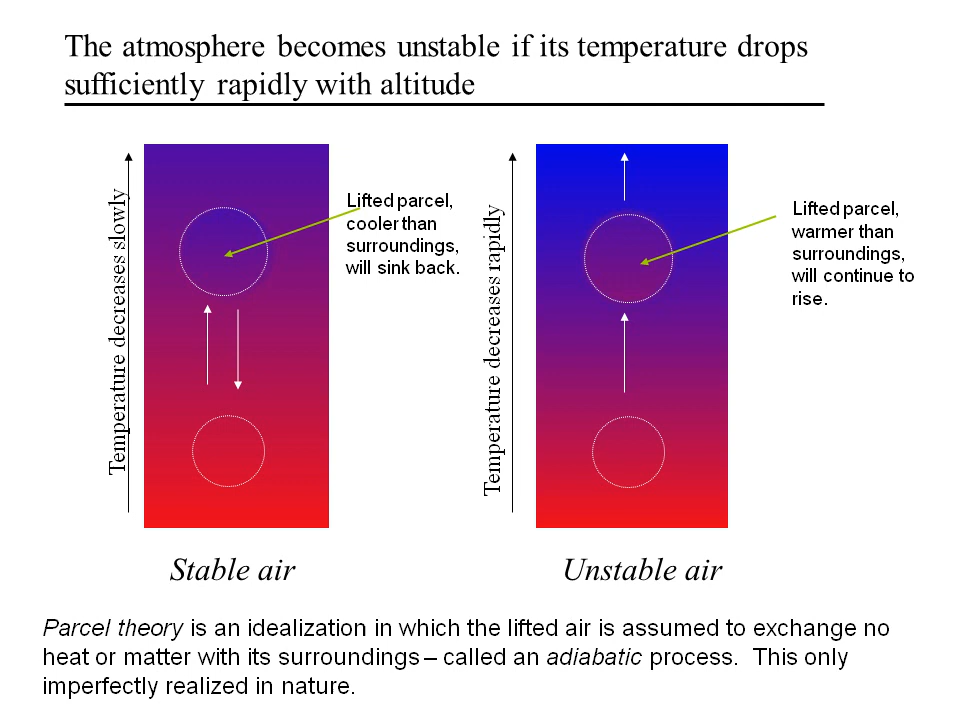 The atmosphere becomes unstable if its temperature drops
sufficiently rapidly with altitude
Temperature decreases slowly
Lifted parcel,
cooler than
surroundings,
will sink back.
Temperature decreases rapidly
Lifted parcel,
warmer than
surroundings,
will continue to
rise.
Stable air
Unstable air
Parcel theory is an idealization in which the lifted air is assumed to exchange no
heat or matter with its surroundings – called an adiabatic process.  This only
imperfectly realized in nature.